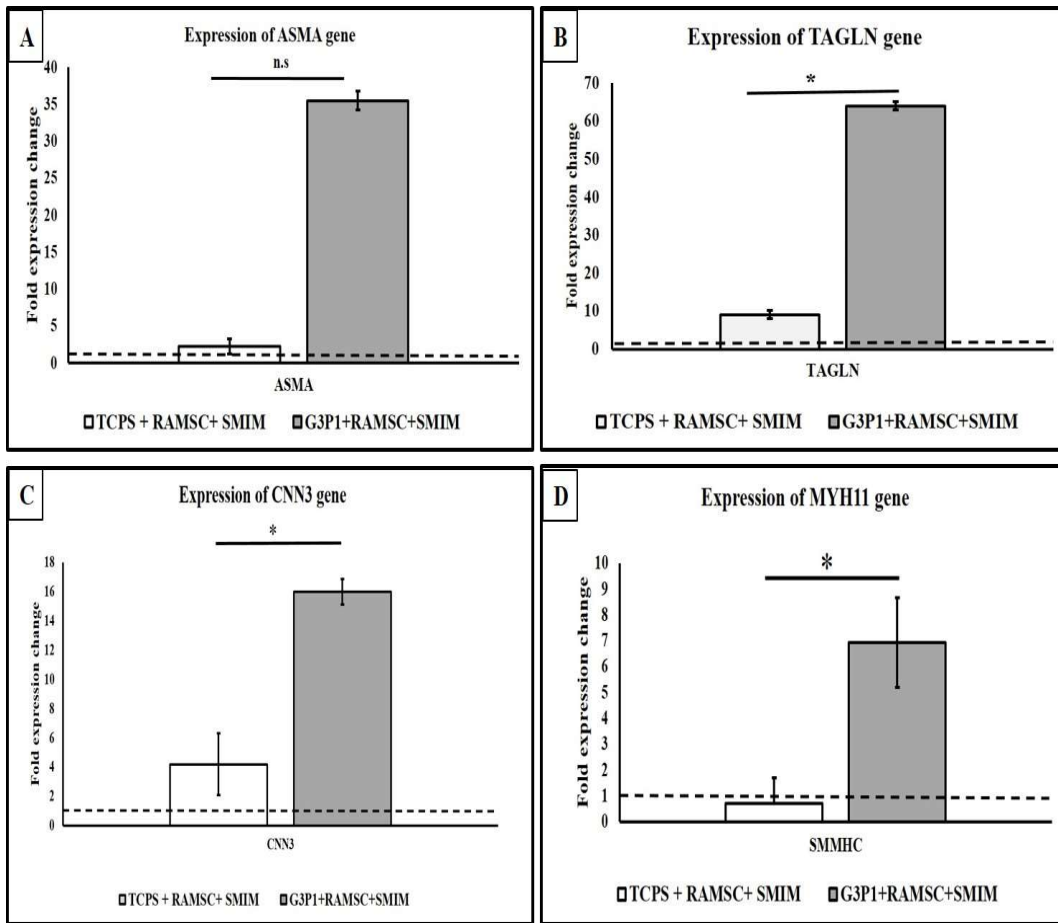 A
Expression of ASMA gene
n.s
Fold expression change
40
35
30
25
20
15
10
5
0
ASMA
TCPS + RAMSC+ SMIM G3P1+RAMSC+SMIM
B
Expression of TAGLN gene
*
Fold expression change
70
60
50
40
30
20
10
0
TAGLN
TCPS + RAMSC+ SMIM G3P1+RAMSC+SMIM
C
Expression of CNN3 gene
*
Fold expression change
18
16
14
12
10
8
6
4
2
0
CNN3
TCPS + RAMSC+ SMIM G3P1+RAMSC+SMIM
D
Expression of MYH11 gene
*
Fold expression change
10
9
8
7
6
5
4
3
2
1
0
SMMHC
TCPS + RAMSC+ SMIM G3P1+RAMSC+SMIM